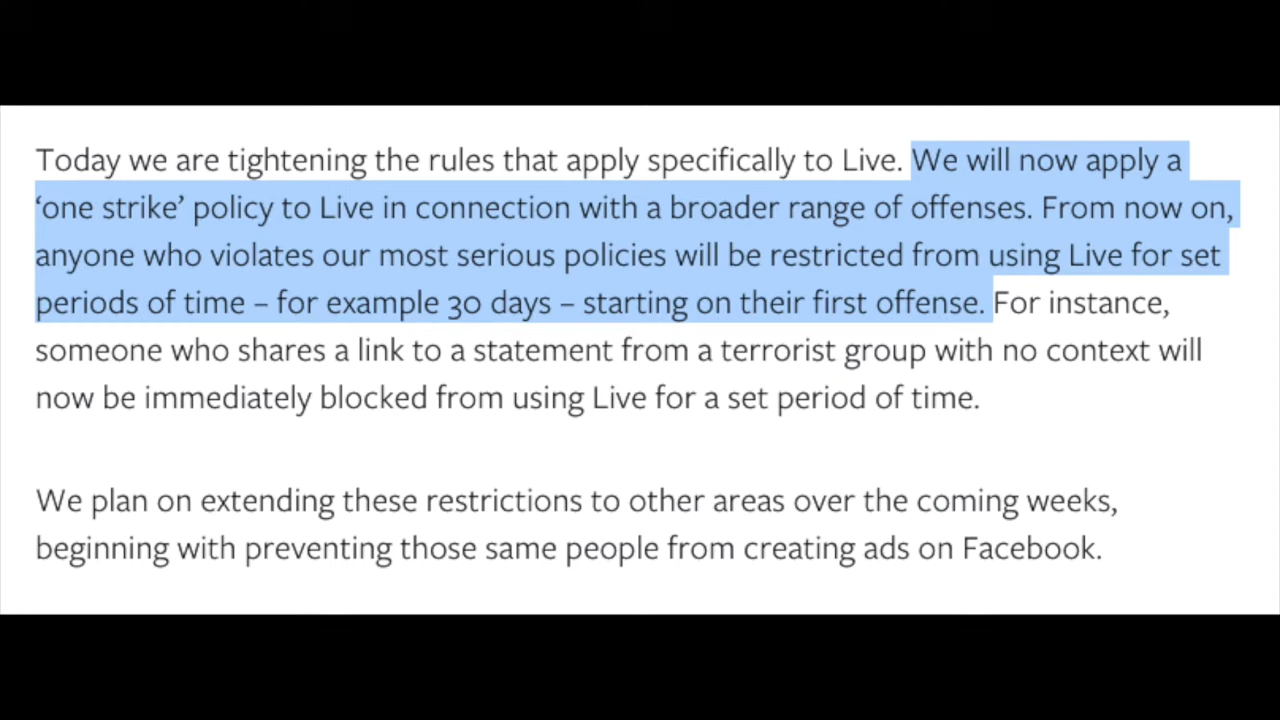 Today we are tightening the rules that apply specifically to Live. We will now apply a
‘one strike’ policy to Live in connection with a broader range of offenses. From now on,
anyone who violates our most serious policies will be restricted from using Live for set
periods of time – for example 30 days – starting on their first offense. For instance,
someone who shares a link to a statement from a terrorist group with no context will
now be immediately blocked from using Live for a set period of time.
We plan on extending these restrictions to other areas over the coming weeks,
beginning with preventing those same people from creating ads on Facebook.